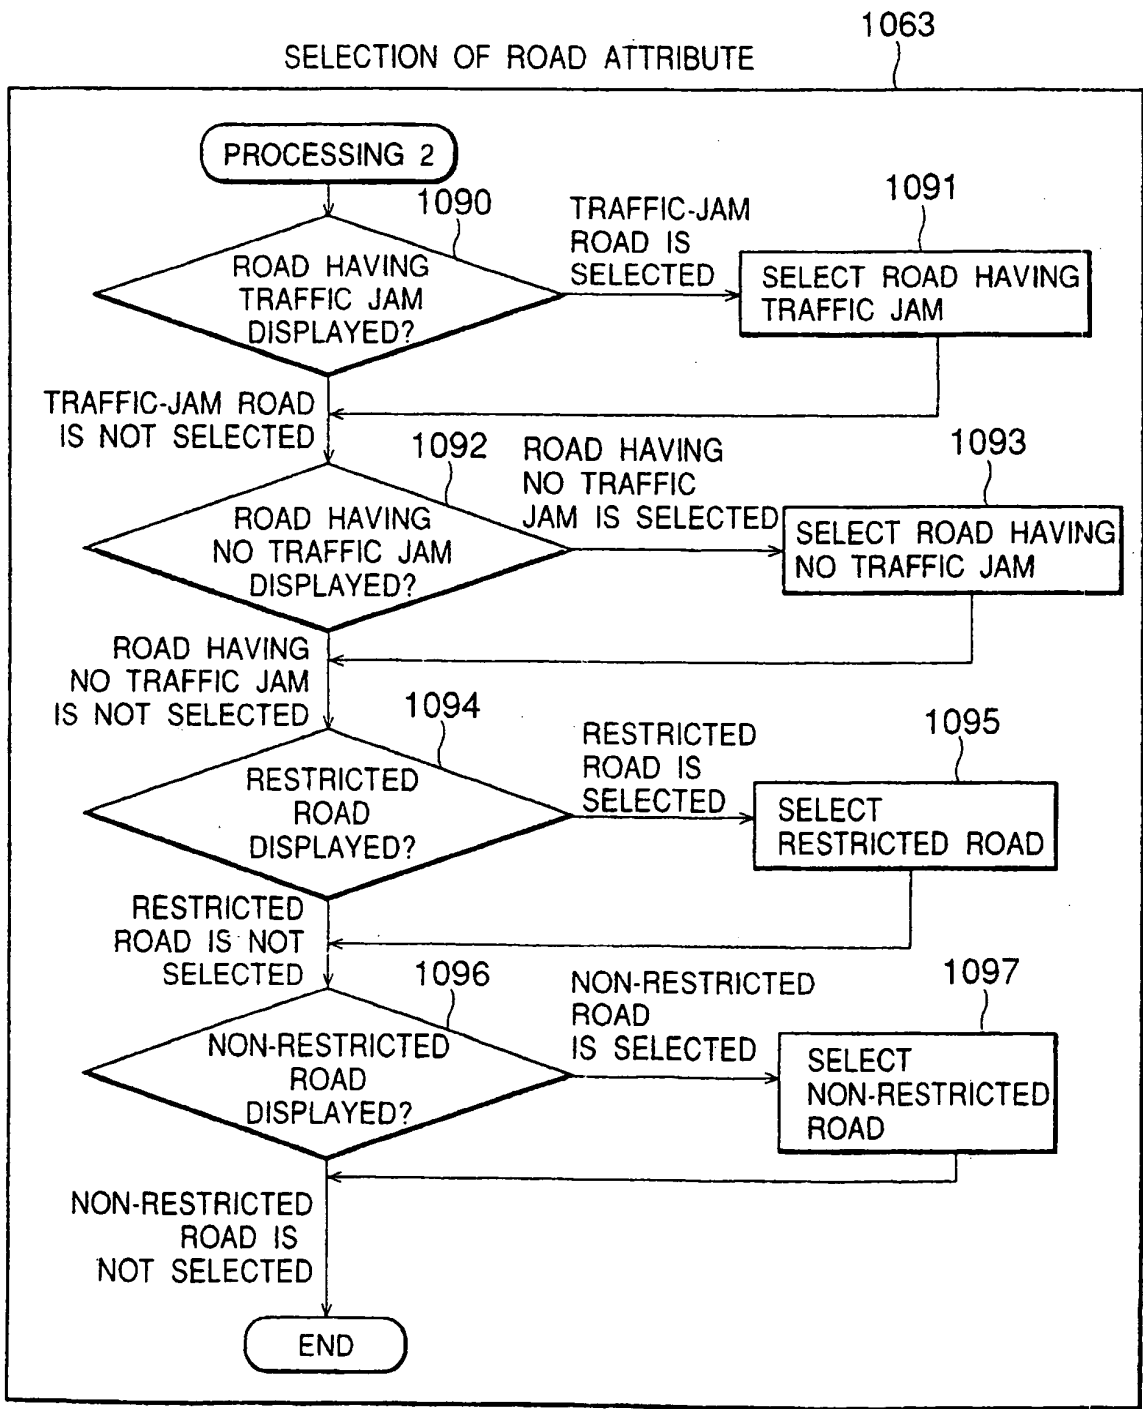 1063
SELECTION OF ROAD ATTRIBUTE
PROCESSING 2
1090
ROAD HAVING
TRAFFIC JAM
DISPLAYED?
TRAFFIC-JAM
ROAD IS
SELECTED
1091
SELECT ROAD HAVING
TRAFFIC JAM
TRAFFIC-JAM ROAD
IS NOT SELECTED
1092
ROAD HAVING
NO TRAFFIC JAM
DISPLAYED?
ROAD HAVING
NO TRAFFIC
JAM IS SELECTED
1093
SELECT ROAD HAVING
NO TRAFFIC JAM
ROAD HAVING
NO TRAFFIC JAM
IS NOT SELECTED
1094
RESTRICTED
ROAD
DISPLAYED?
RESTRICTED
ROAD IS
SELECTED
1095
SELECT
RESTRICTED ROAD
RESTRICTED
ROAD IS NOT
SELECTED
1096
NON-RESTRICTED
ROAD
DISPLAYED?
NON-RESTRICTED
ROAD
IS SELECTED
1097
SELECT
NON-RESTRICTED
ROAD
NON-RESTRICTED
ROAD IS
NOT SELECTED
END